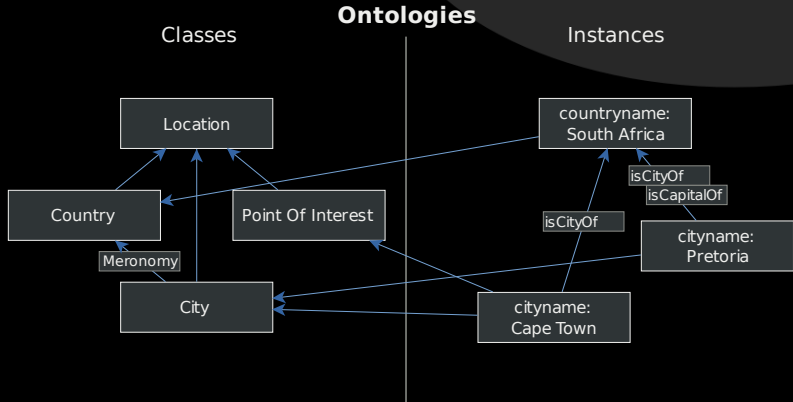 Ontologies
Classes
Instances
Location
countryname:
South Africa
isCityOf
isCapitalOf
Country
Point Of Interest
isCityOf
cityname:
Pretoria
Meronomy
City
cityname:
Cape Town